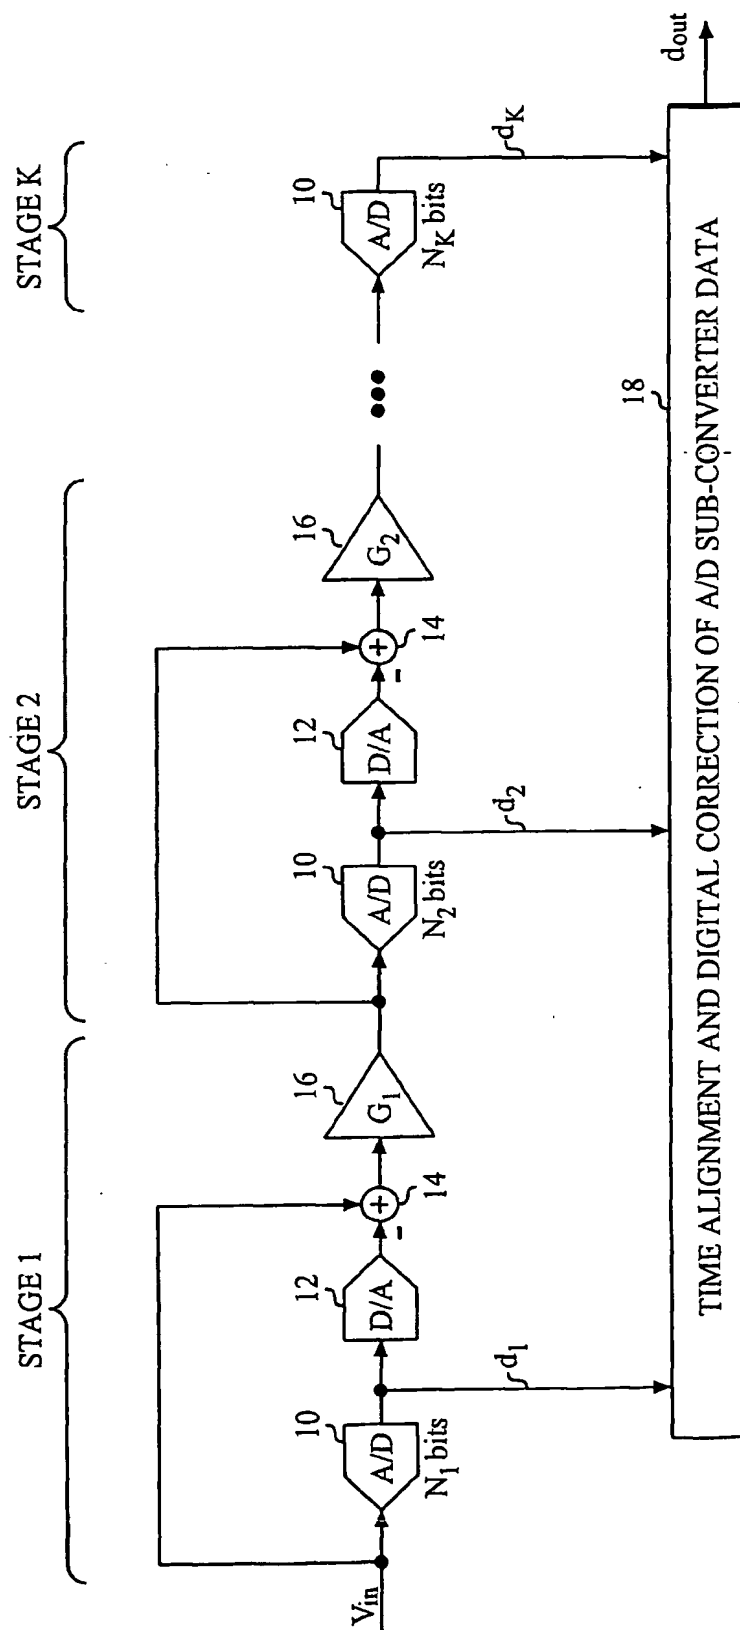 STAGE 1
STAGE 2
STAGE K
Vin
10
A/D
N1 bits
12
D/A
14
+
-
16
G1
10
A/D
N2 bits
12
D/A
14
+
-
16
G2
10
A/D
NK bits
d1
d2
dK
18
TIME ALIGNMENT AND DIGITAL CORRECTION OF A/D SUB-CONVERTER DATA
dout